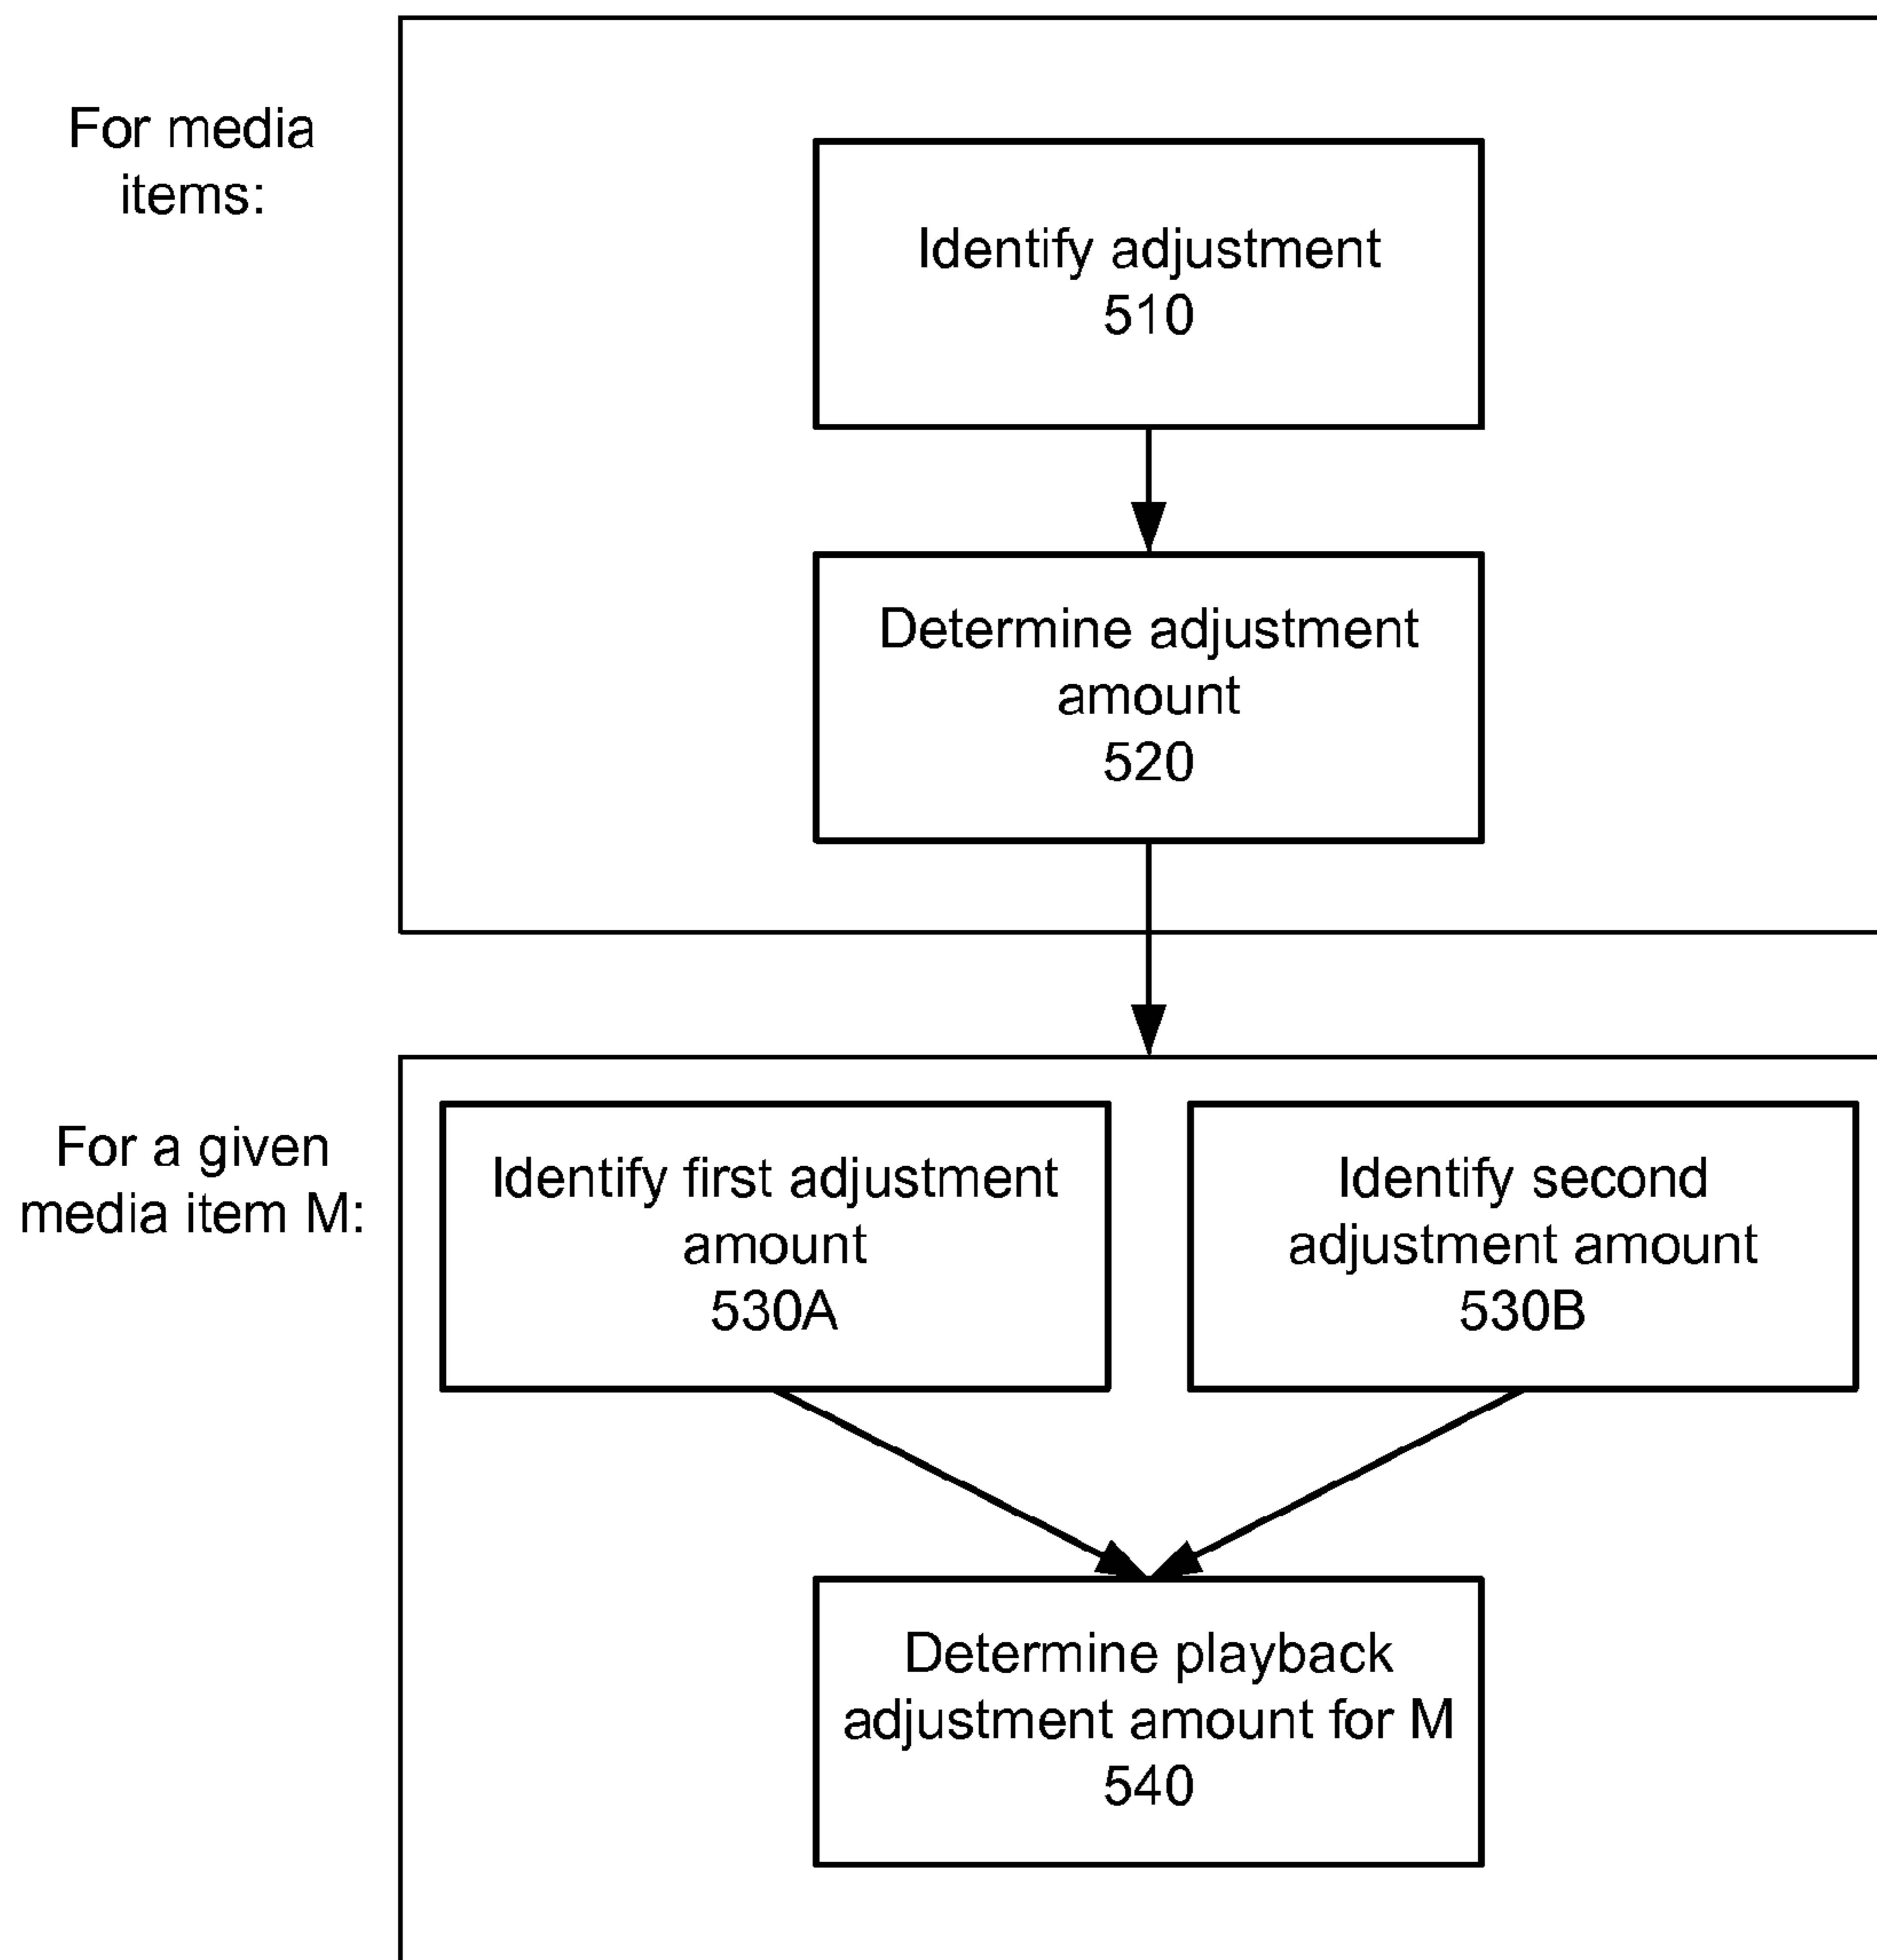 For media
items:
Identify adjustment
510
Determine adjustment
amount
520
For a given
media item M:
Identify first adjustment
amount
530A
Identify second
adjustment amount
530B
Determine playback
adjustment amount for M
540